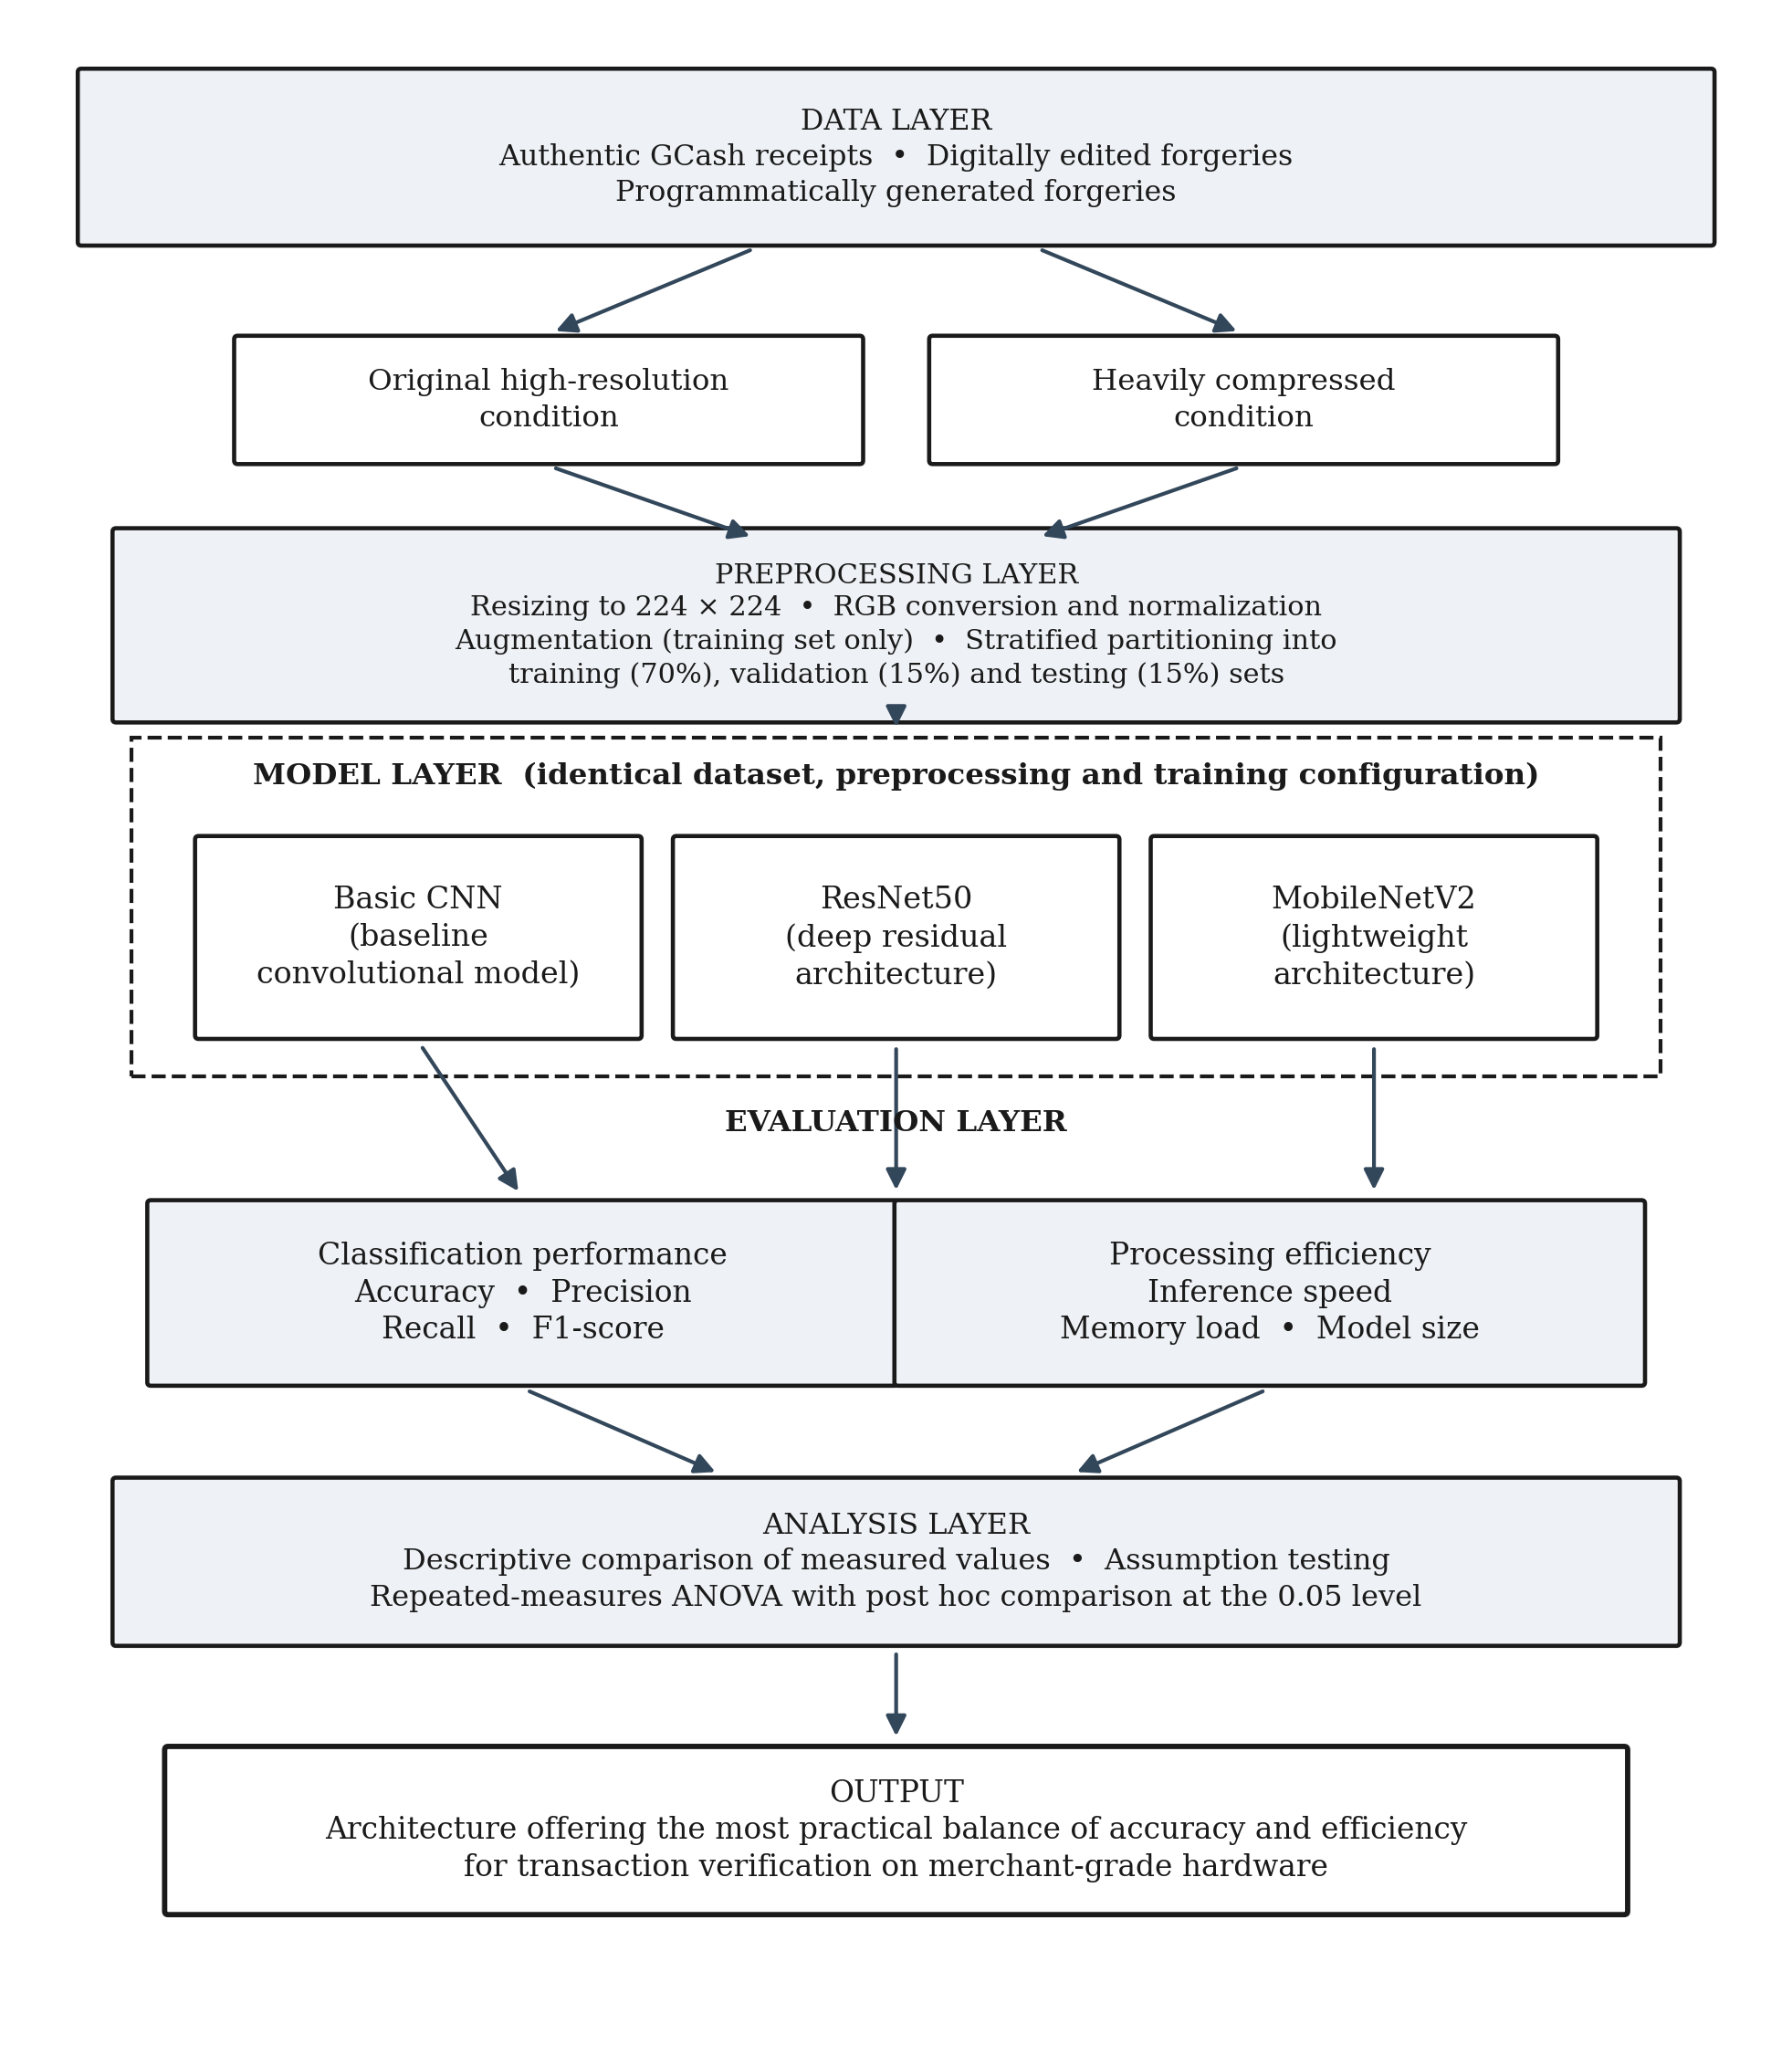 DATA LAYER
Authentic GCash receipts • Digitally edited forgeries
Programmatically generated forgeries
Original high-resolution
condition
Heavily compressed
condition
PREPROCESSING LAYER
Resizing to 224 × 224 • RGB conversion and normalization
Augmentation (training set only) • Stratified partitioning into
training (70%), validation (15%) and testing (15%) sets
MODEL LAYER (identical dataset, preprocessing and training configuration)
Basic CNN
(baseline
convolutional model)
ResNet50
(deep residual
architecture)
MobileNetV2
(lightweight
architecture)
EVALUATION LAYER
Classification performance
Accuracy • Precision
Recall • F1-score
Processing efficiency
Inference speed
Memory load • Model size
ANALYSIS LAYER
Descriptive comparison of measured values • Assumption testing
Repeated-measures ANOVA with post hoc comparison at the 0.05 level
OUTPUT
Architecture offering the most practical balance of accuracy and efficiency
for transaction verification on merchant-grade hardware